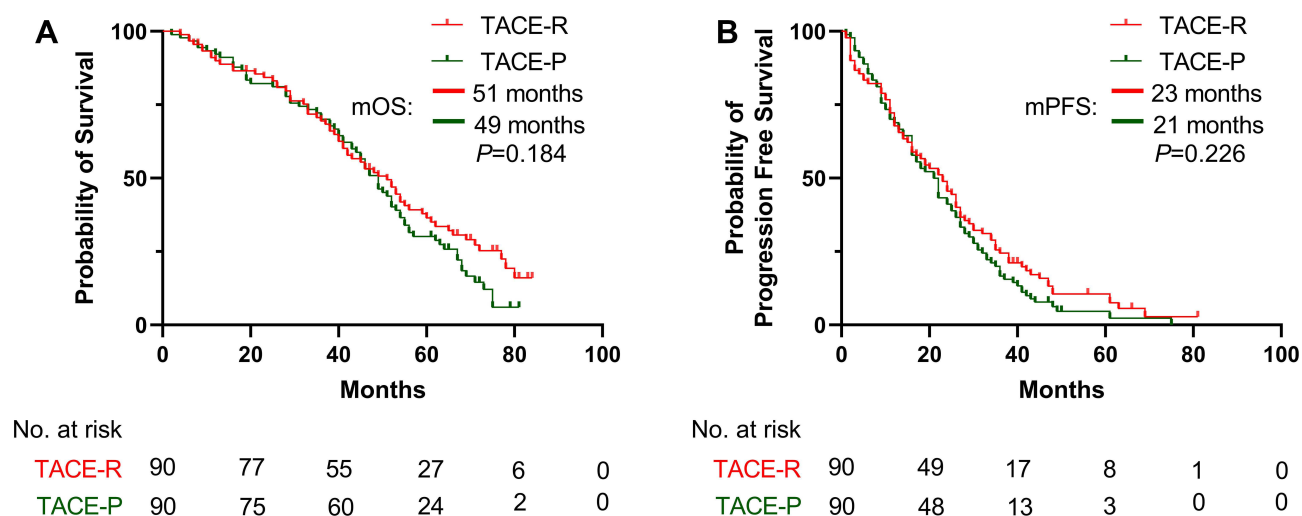 A
Probability of Survival
100
50
0
0 20 40 60 80 100
Months
TACE-R
TACE-P
mOS:
51 months
49 months
P=0.184
No. at risk
TACE-R 90 77 55 27 6 0
TACE-P 90 75 60 24 2 0
B
Probability of
Progression Free Survival
100
50
0
0 20 40 60 80 100
Months
TACE-R
TACE-P
mPFS:
23 months
21 months
P=0.226
No. at risk
TACE-R 90 49 17 8 1 0
TACE-P 90 48 13 3 0 0